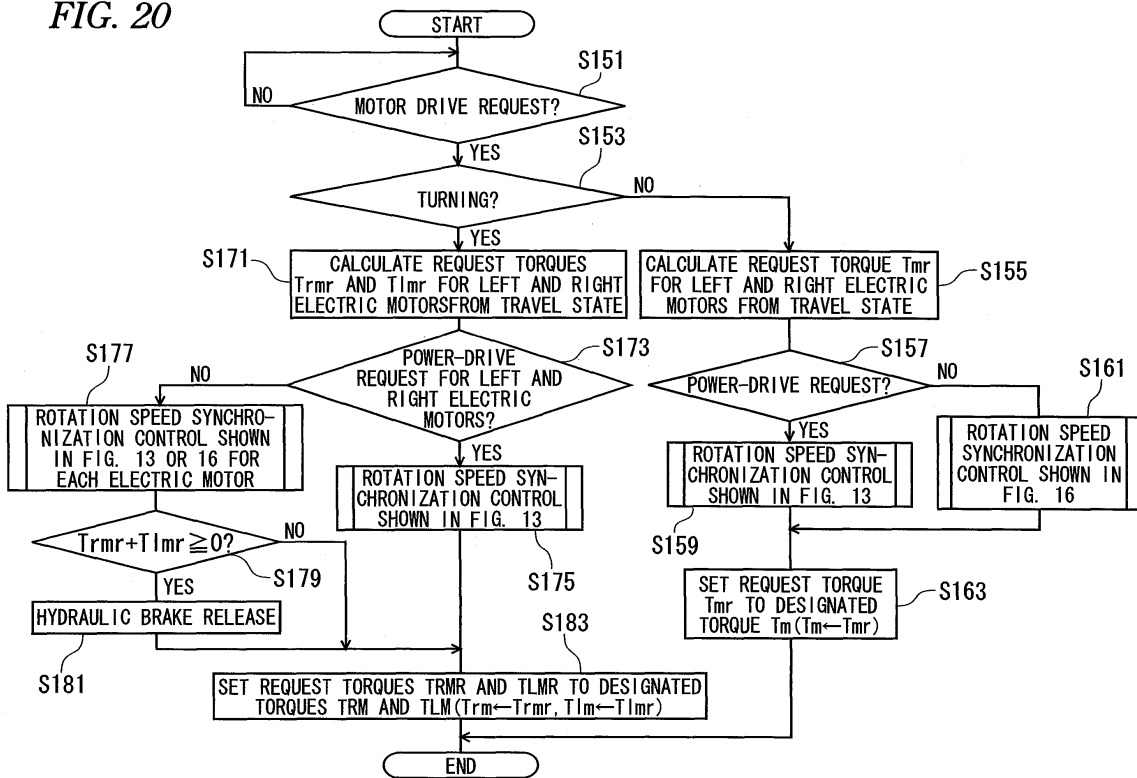 FIG. 20
START
S151
MOTOR DRIVE REQUEST?
NO
YES
S153
TURNING?
NO
YES
S171
CALCULATE REQUEST TORQUES
Trmr AND Tlmr FOR LEFT AND RIGHT
ELECTRIC MOTORSFROM TRAVEL STATE
CALCULATE REQUEST TORQUE Tmr
FOR LEFT AND RIGHT ELECTRIC
MOTORS FROM TRAVEL STATE
S155
S173
POWER-DRIVE
REQUEST FOR LEFT AND
RIGHT ELECTRIC
MOTORS?
NO
YES
S157
POWER-DRIVE REQUEST?
NO
YES
S177
ROTATION SPEED SYNCHRO-
NIZATION CONTROL SHOWN
IN FIG. 13 OR 16 FOR
EACH ELECTRIC MOTOR
ROTATION SPEED SYN-
CHRONIZATION CONTROL
SHOWN IN FIG. 13
S175
ROTATION SPEED SYN-
CHRONIZATION CONTROL
SHOWN IN FIG. 13
S159
S161
ROTATION SPEED
SYNCHRONIZATION
CONTROL SHOWN IN
FIG. 16
Trmr+Tlmr≧0?
NO
S179
YES
HYDRAULIC BRAKE RELEASE
S181
SET REQUEST TORQUE
Tmr TO DESIGNATED
TORQUE Tm(Tm←Tmr)
S163
S183
SET REQUEST TORQUES TRMR AND TLMR TO DESIGNATED
TORQUES TRM AND TLM(Trm←Trmr, Tlm←Tlmr)
END